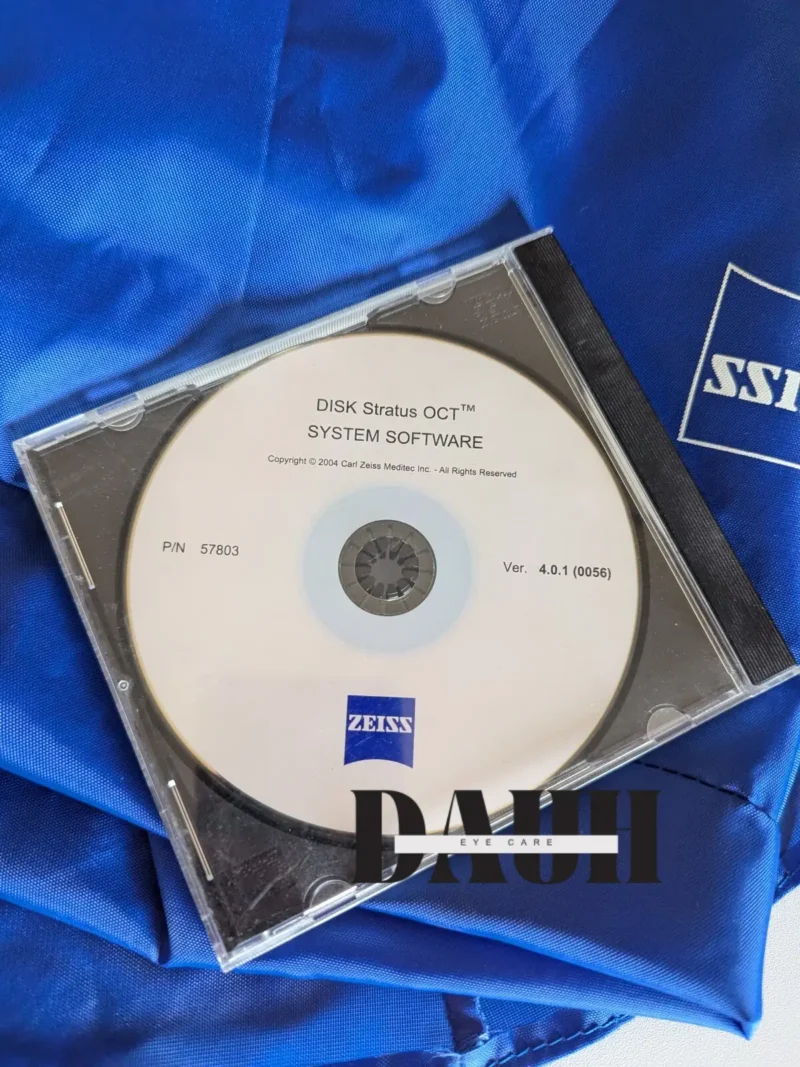 DISK Stratus OCT™
SYSTEM SOFTWARE
Copyright © 2004 Carl Zeiss Meditec Inc. - All Rights Reserved
P/N 57803
Ver. 4.0.1 (0056)
ZEISS
DAUH
EYE CARE